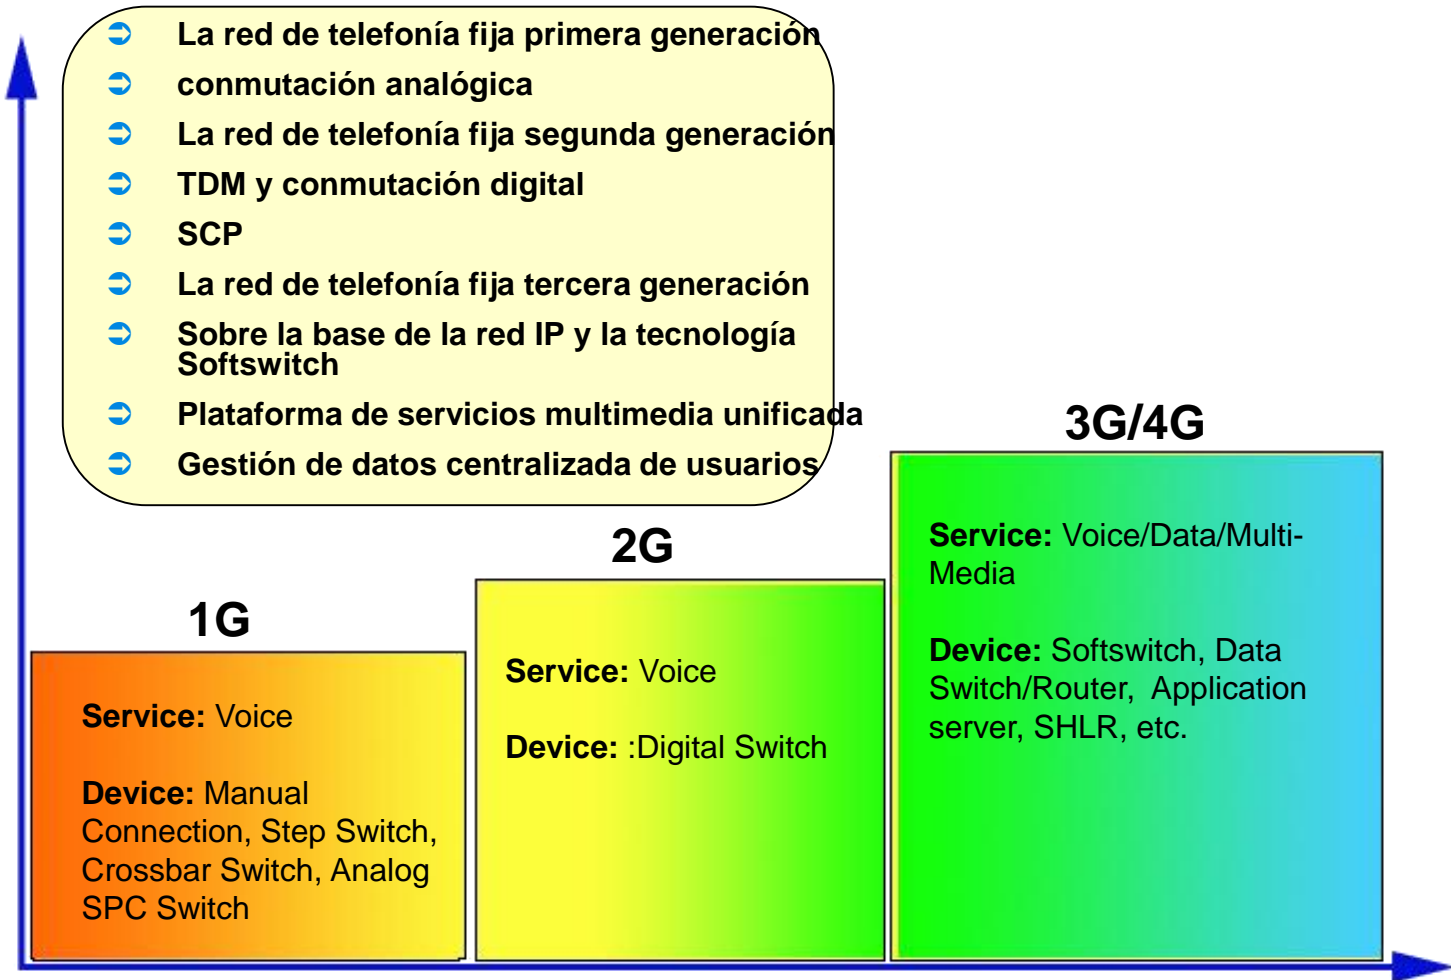 La red de telefonía fija primera generación
conmutación analógica
La red de telefonía fija segunda generación
TDM y conmutación digital
SCP
La red de telefonía fija tercera generación
Sobre la base de la red IP y la tecnología
Softswitch
Plataforma de servicios multimedia unificada
Gestión de datos centralizada de usuarios
1G
Service: Voice
Device: Manual
Connection, Step Switch,
Crossbar Switch, Analog
SPC Switch
2G
Service: Voice
Device: :Digital Switch
3G/4G
Service: Voice/Data/Multi-
Media
Device: Softswitch, Data
Switch/Router, Application
server, SHLR, etc.